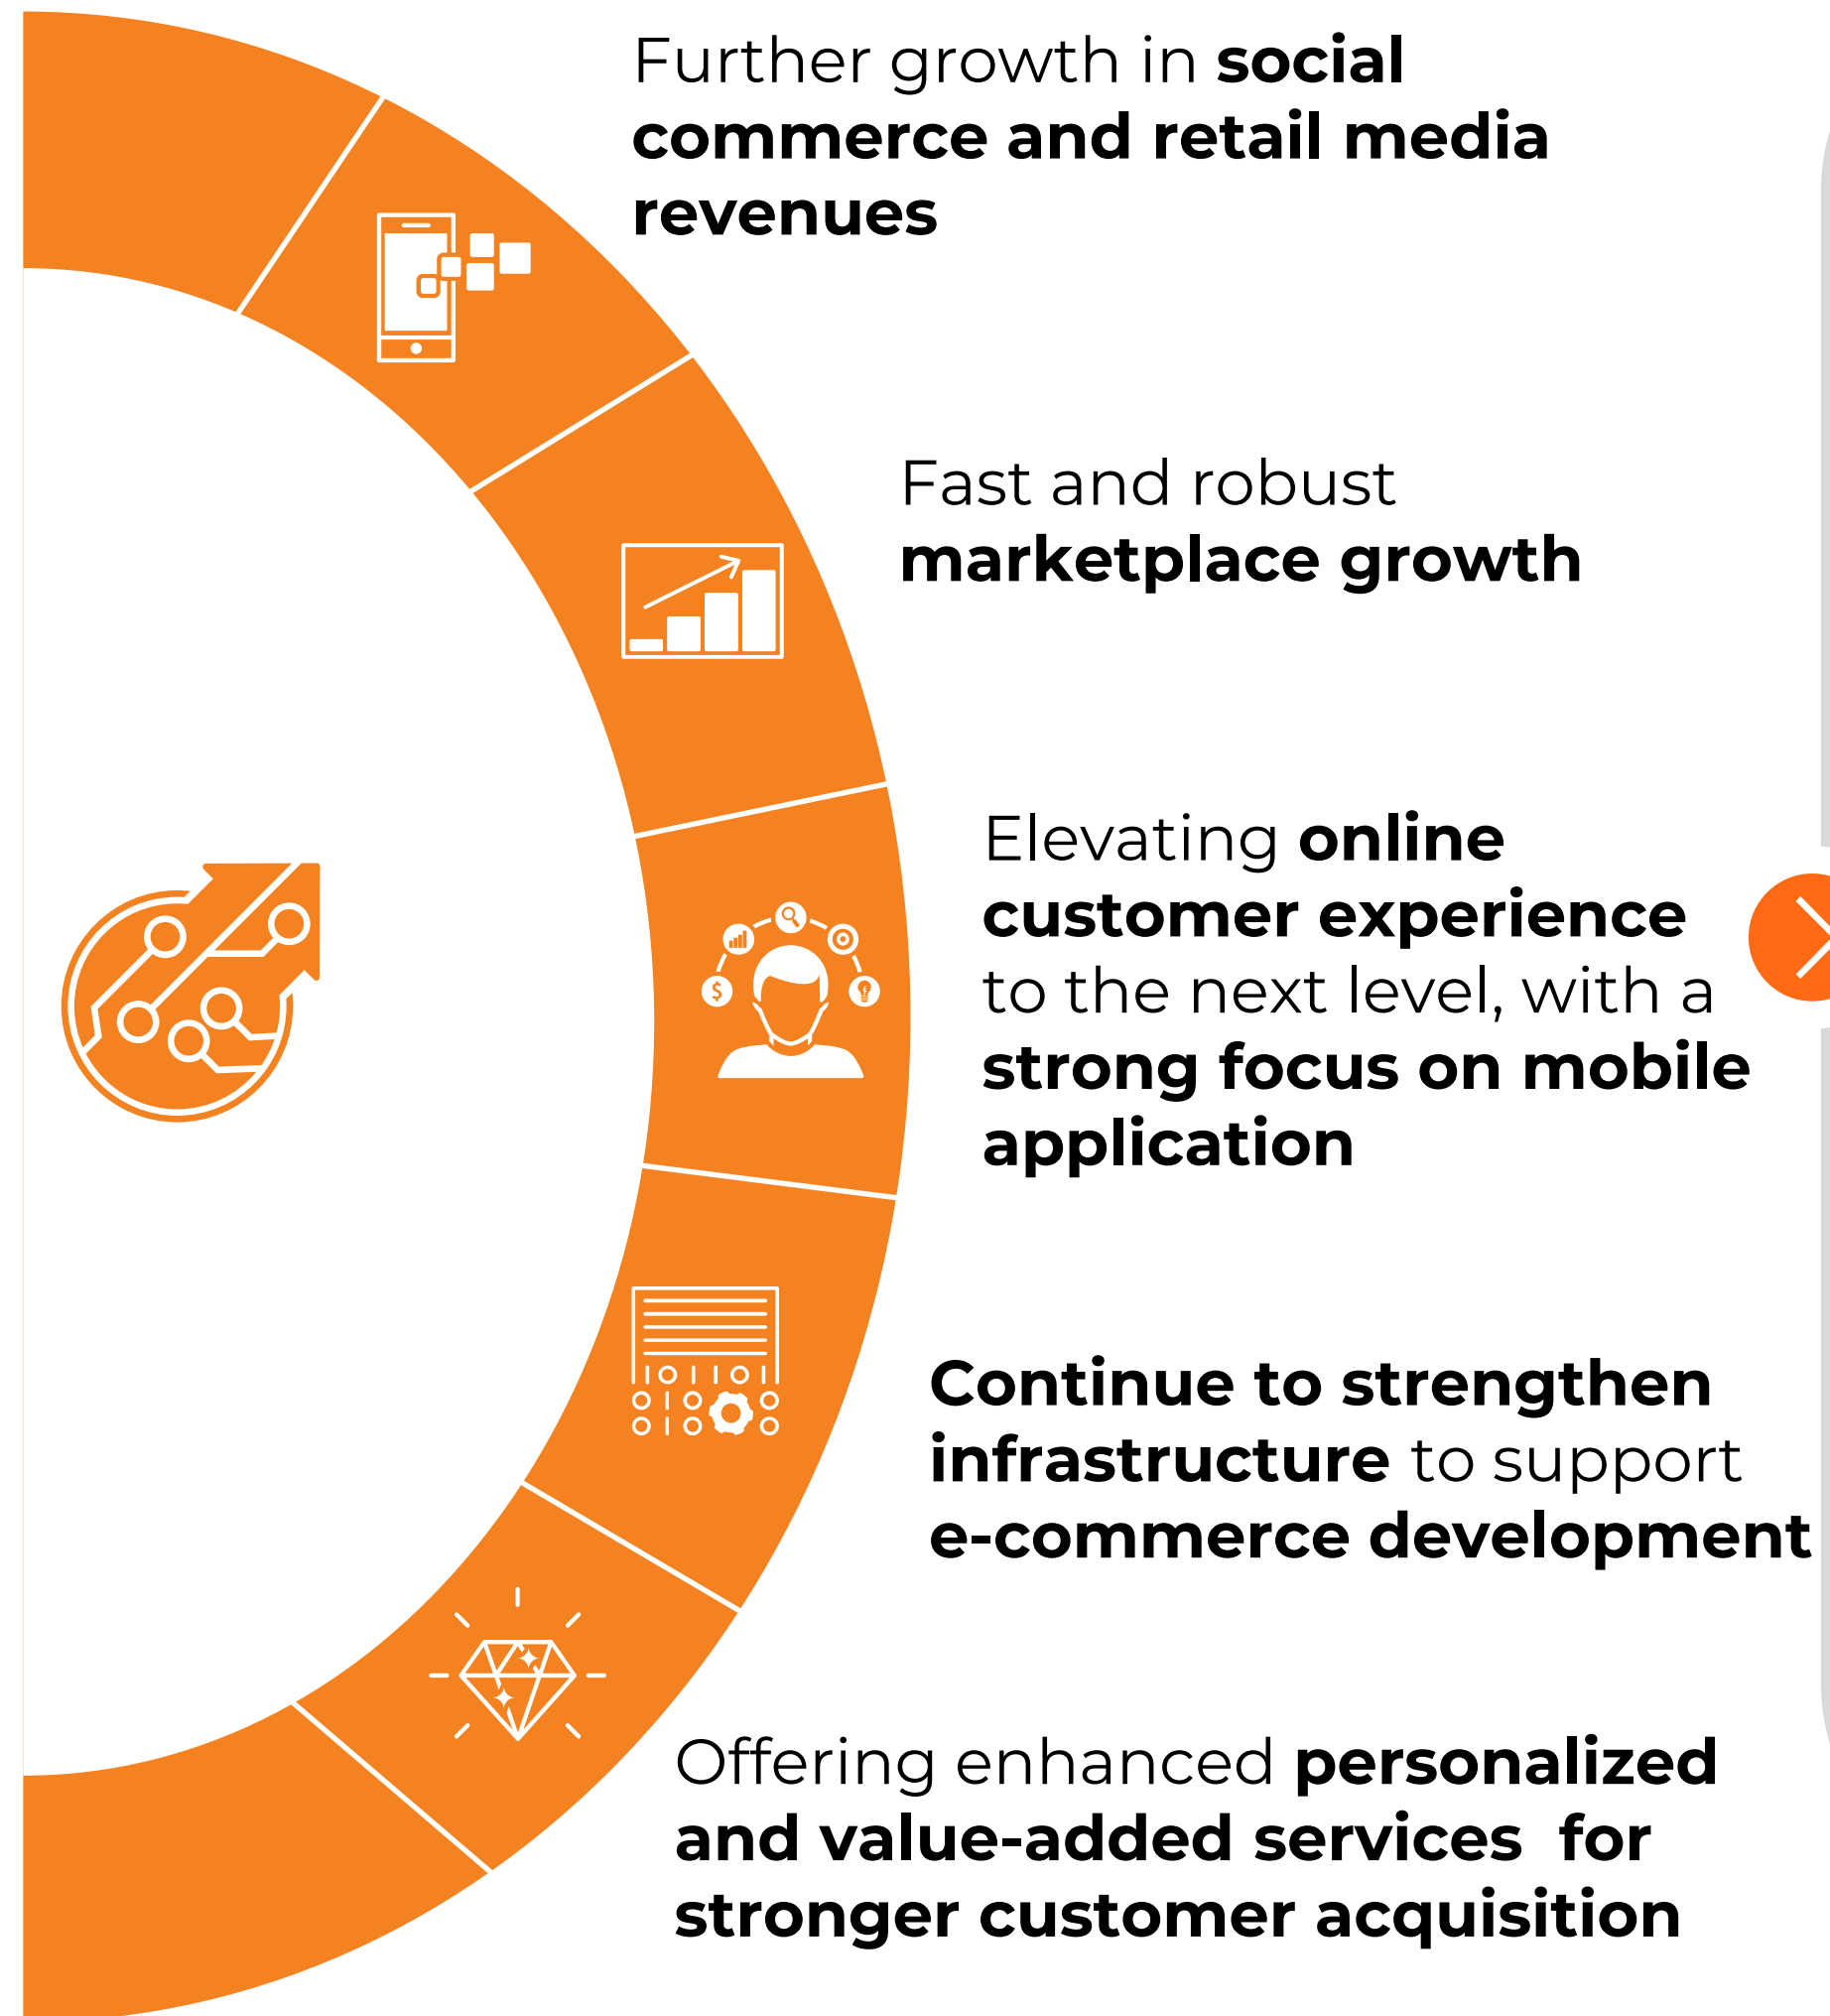 Further growth in social
commerce and retail media
revenues
Fast and robust
marketplace growth
Elevating online
customer experience
to the next level, with a
strong focus on mobile
application
Continue to strengthen
infrastructure to support
e-commerce development
Offering enhanced personalized
and value-added services for
stronger customer acquisition